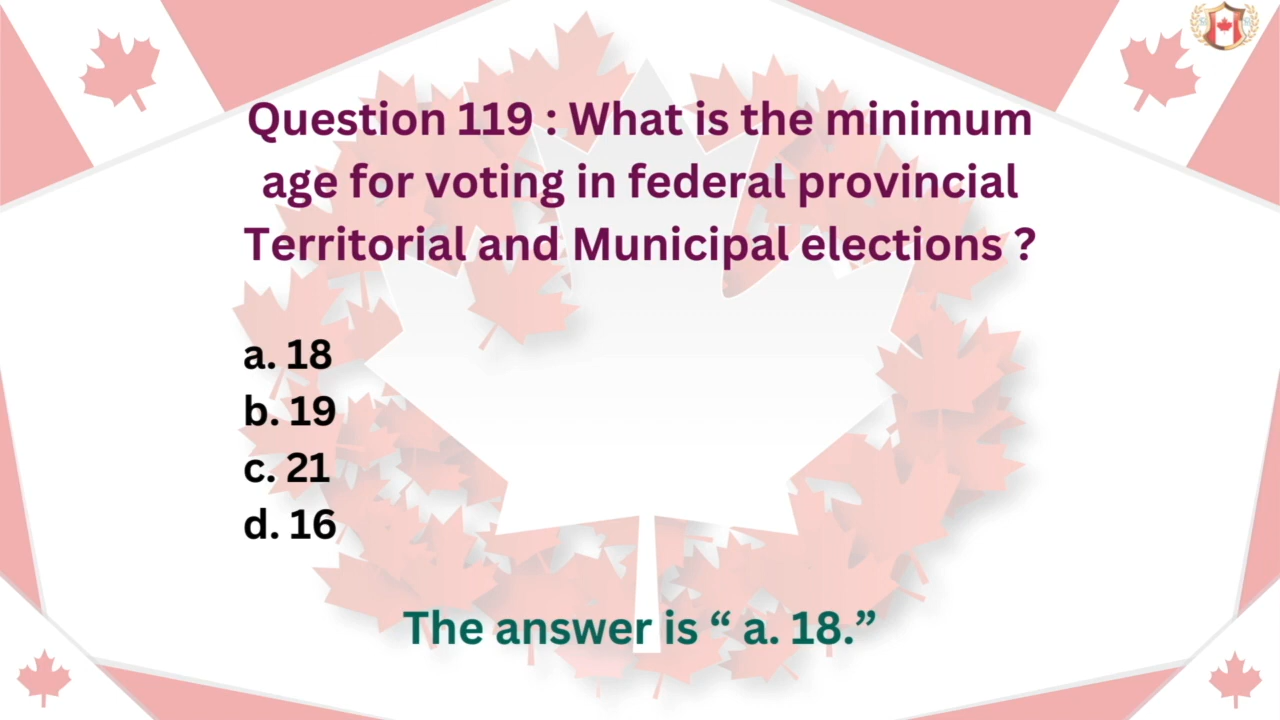 Question 119 : What is the minimum
age for voting in federal provincial
Territorial and Municipal elections ?
a. 18
b. 19
c. 21
d. 16
The answer is “ a. 18.”